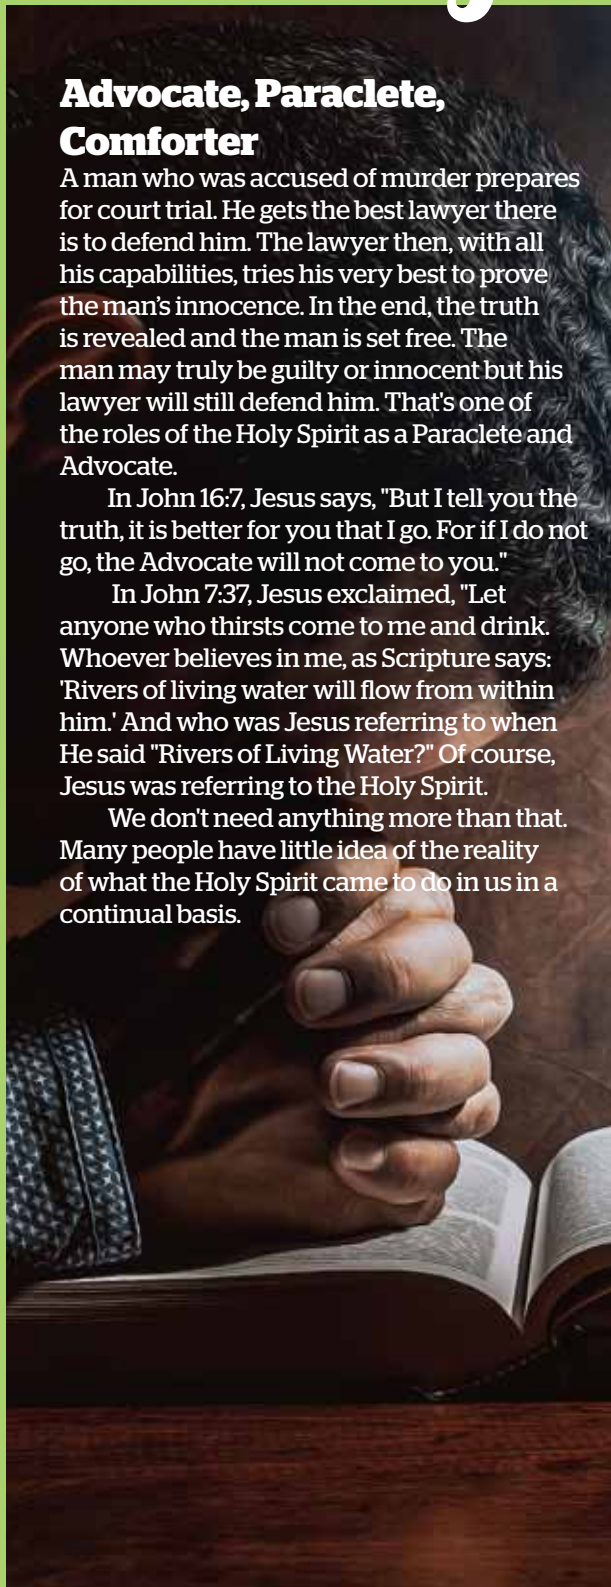 Advocate, Paraclete,
Comforter
A man who was accused of murder prepares
for court trial. He gets the best lawyer there
is to defend him. The lawyer then, with all
his capabilities, tries his very best to prove
the man's innocence. In the end, the truth
is revealed and the man is set free. The
man may truly be guilty or innocent but his
lawyer will still defend him. That's one of
the roles of the Holy Spirit as a Paraclete and
Advocate.
In John 16:7, Jesus says, "But I tell you the
truth, it is better for you that I go. For if I do not
go, the Advocate will not come to you."
In John 7:37, Jesus exclaimed, "Let
anyone who thirsts come to me and drink.
Whoever believes in me, as Scripture says:
'Rivers of living water will flow from within
him.' And who was Jesus referring to when
He said "Rivers of Living Water?" Of course,
Jesus was referring to the Holy Spirit.
We don't need anything more than that.
Many people have little idea of the reality
of what the Holy Spirit came to do in us in a
continual basis.